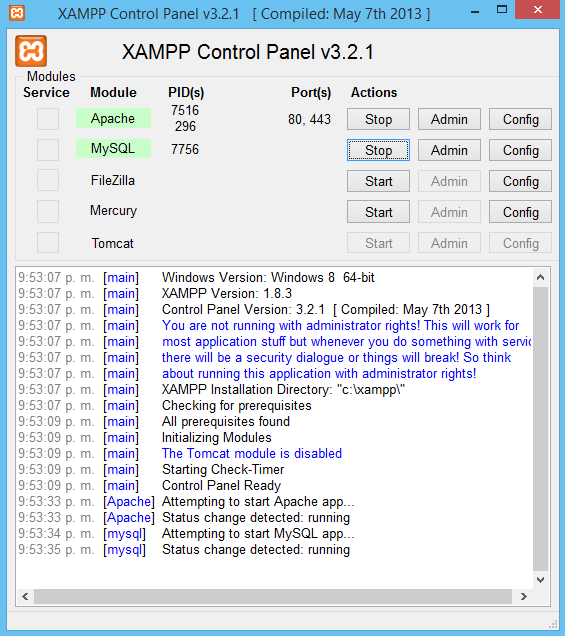 XAMPP Control Panel v3.2.1 [ Compiled: May 7th 2013 ]
XAMPP Control Panel v3.2.1
Modules
Service Module PID(s) Port(s) Actions
Apache 7516 296 80, 443 Stop Admin Config
MySQL 7756 Stop Admin Config
FileZilla Start Admin Config
Mercury Start Admin Config
Tomcat Start Admin Config
9:53:07 p. m. [main] Windows Version: Windows 8 64-bit
9:53:07 p. m. [main] XAMPP Version: 1.8.3
9:53:07 p. m. [main] Control Panel Version: 3.2.1 [ Compiled: May 7th 2013 ]
9:53:07 p. m. [main] You are not running with administrator rights! This will work for
9:53:07 p. m. [main] most application stuff but whenever you do something with servic
9:53:07 p. m. [main] there will be a security dialogue or things will break! So think
9:53:07 p. m. [main] about running this application with administrator rights!
9:53:07 p. m. [main] XAMPP Installation Directory: "c:\xampp\"
9:53:07 p. m. [main] Checking for prerequisites
9:53:09 p. m. [main] All prerequisites found
9:53:09 p. m. [main] Initializing Modules
9:53:09 p. m. [main] The Tomcat module is disabled
9:53:09 p. m. [main] Starting Check-Timer
9:53:09 p. m. [main] Control Panel Ready
9:53:33 p. m. [Apache] Attempting to start Apache app...
9:53:33 p. m. [Apache] Status change detected: running
9:53:34 p. m. [mysql] Attempting to start MySQL app...
9:53:35 p. m. [mysql] Status change detected: running